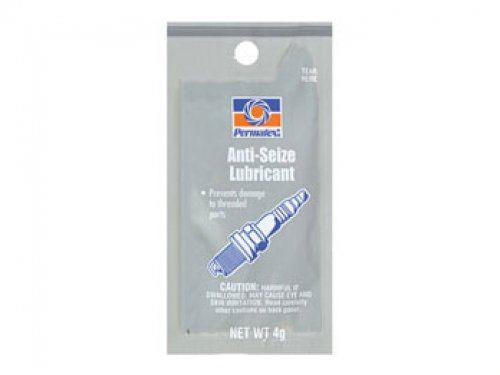 TEAR
HERE
Permatex
Anti-Seize
Lubricant
• Prevents damage
to threaded
parts
CAUTION: HARMFUL IF
SWALLOWED. MAY CAUSE EYE AND
SKIN IRRITATION. Read carefully
other cautions on back panel.
NET WT 4g